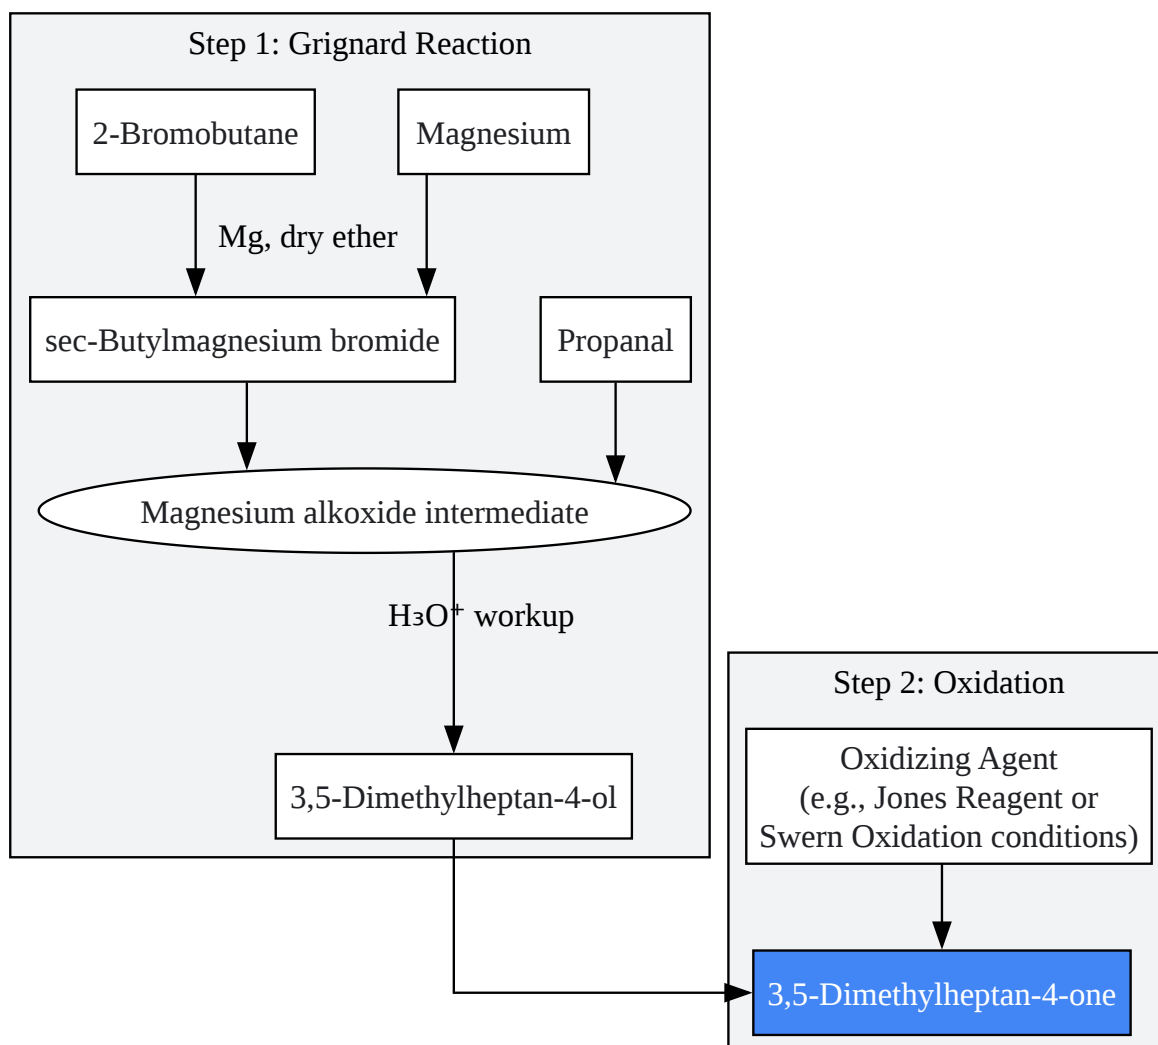 Step 1: Grignard Reaction
2-Bromobutane
Magnesium
Mg, dry ether
sec-Butylmagnesium bromide
Propanal
Magnesium alkoxide intermediate
H₃O⁺ workup
3,5-Dimethylheptan-4-ol
Step 2: Oxidation
Oxidizing Agent
(e.g., Jones Reagent or
Swern Oxidation conditions)
3,5-Dimethylheptan-4-one